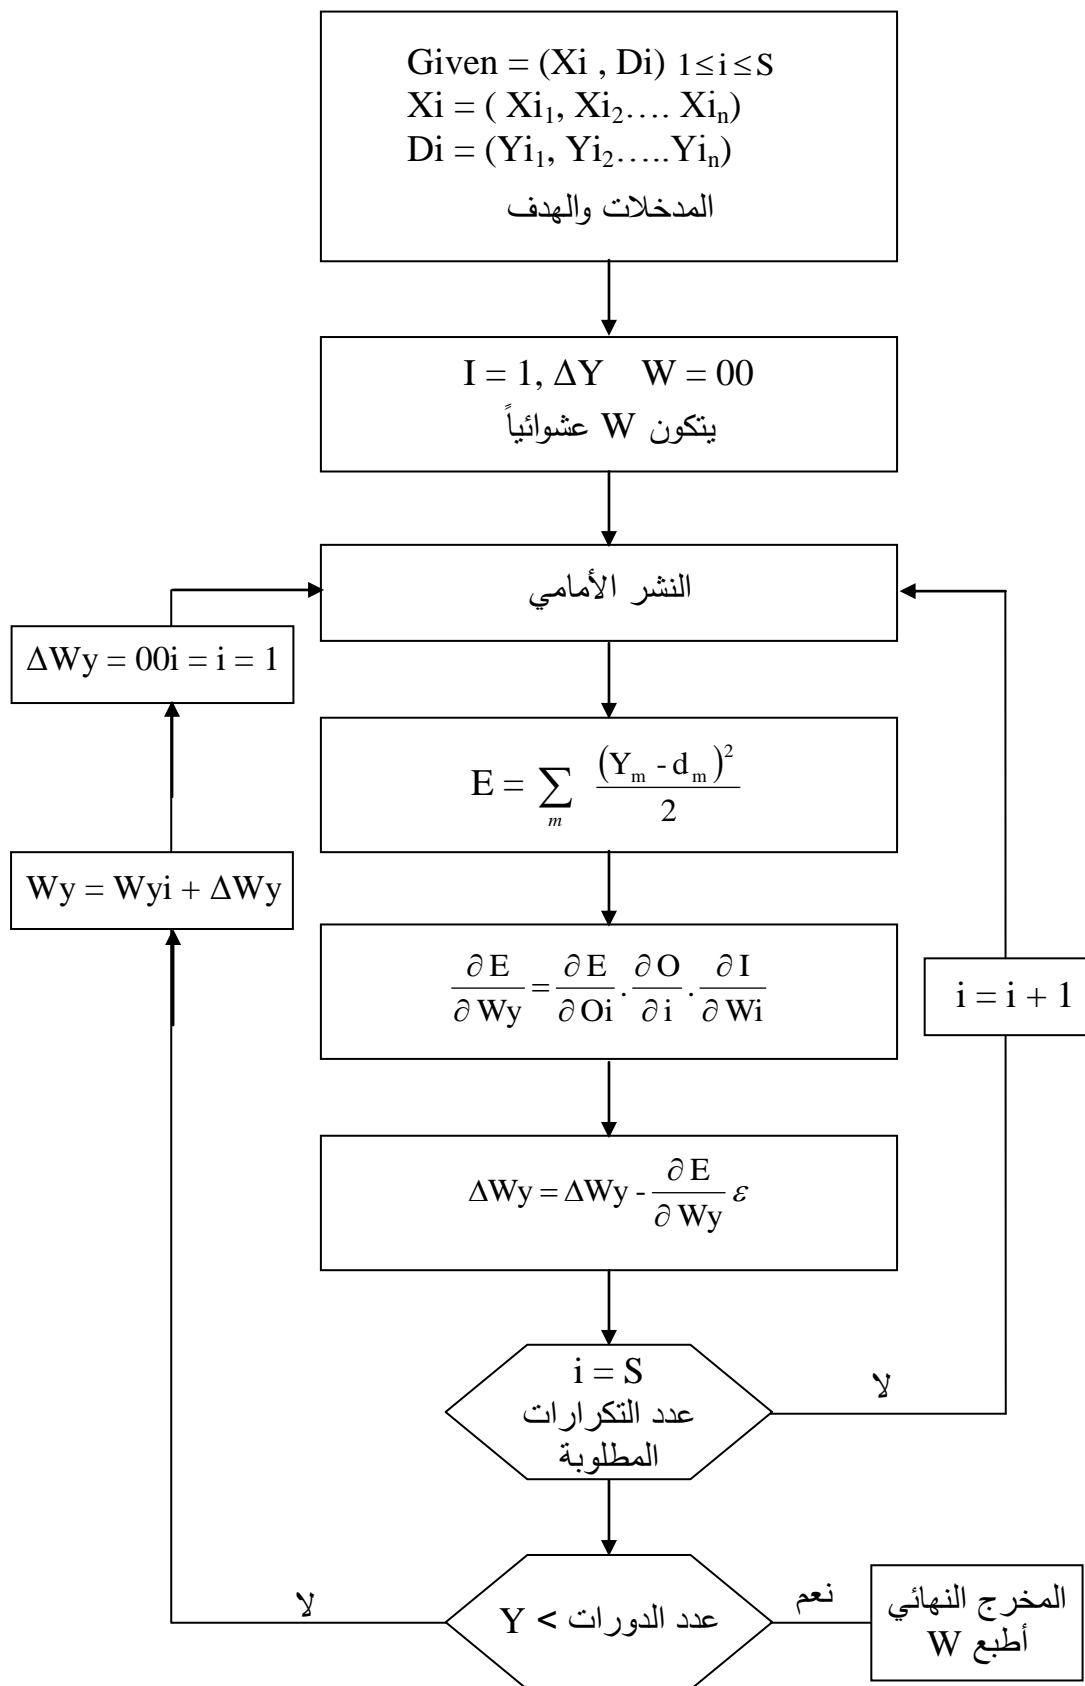 Given = (Xi , Di) 1≤i≤S
Xi = ( Xi₁, Xi₂.... Xiₙ)
Di = (Yi₁, Yi₂.....Yiₙ)
المدخلات والهدف
I = 1, ΔY W = 00
يتكون W عشوائياً
النشر الأمامي
ΔWy = 00i = i = 1
E = ∑ₘ (Yₘ - dₘ)² / 2
Wy = Wyi + ΔWy
∂E/∂Wy = ∂E/∂Oi . ∂O/∂i . ∂I/∂Wi
i = i + 1
ΔWy = ΔWy - ∂E/∂Wy ε
i = S
عدد التكرارات
المطلوبة
لا
لا
عدد الدورات > Y
نعم
المخرج النهائي
أطبع W